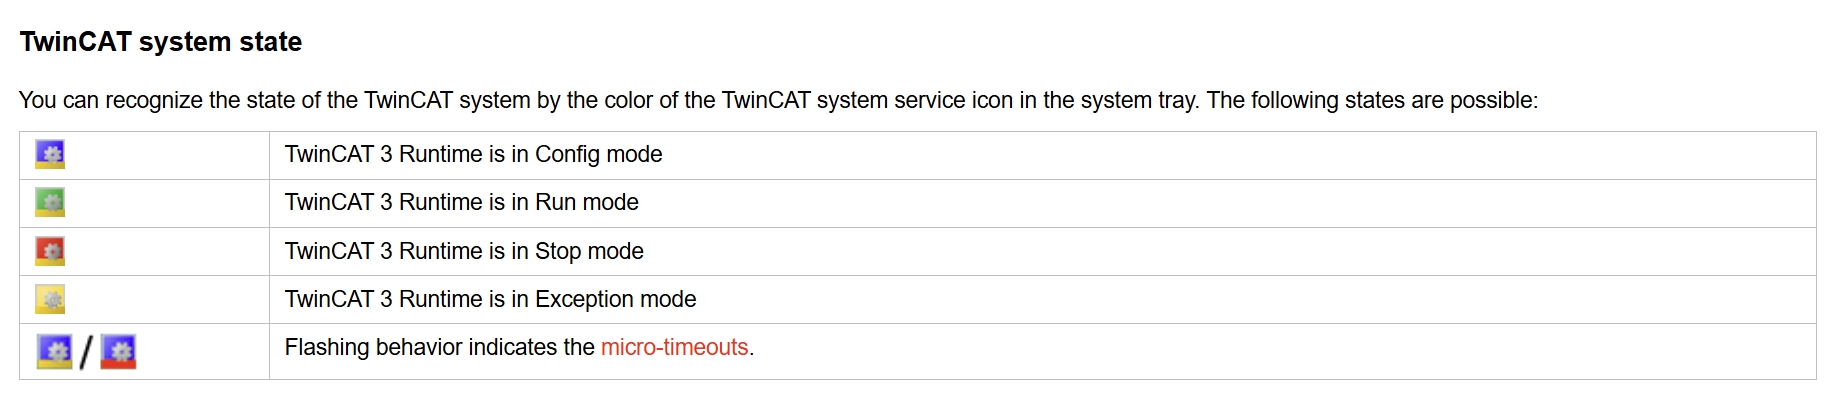 TwinCAT system state
You can recognize the state of the TwinCAT system by the color of the TwinCAT system service icon in the system tray. The following states are possible:
TwinCAT 3 Runtime is in Config mode
TwinCAT 3 Runtime is in Run mode
TwinCAT 3 Runtime is in Stop mode
TwinCAT 3 Runtime is in Exception mode
/ Flashing behavior indicates the micro-timeouts.